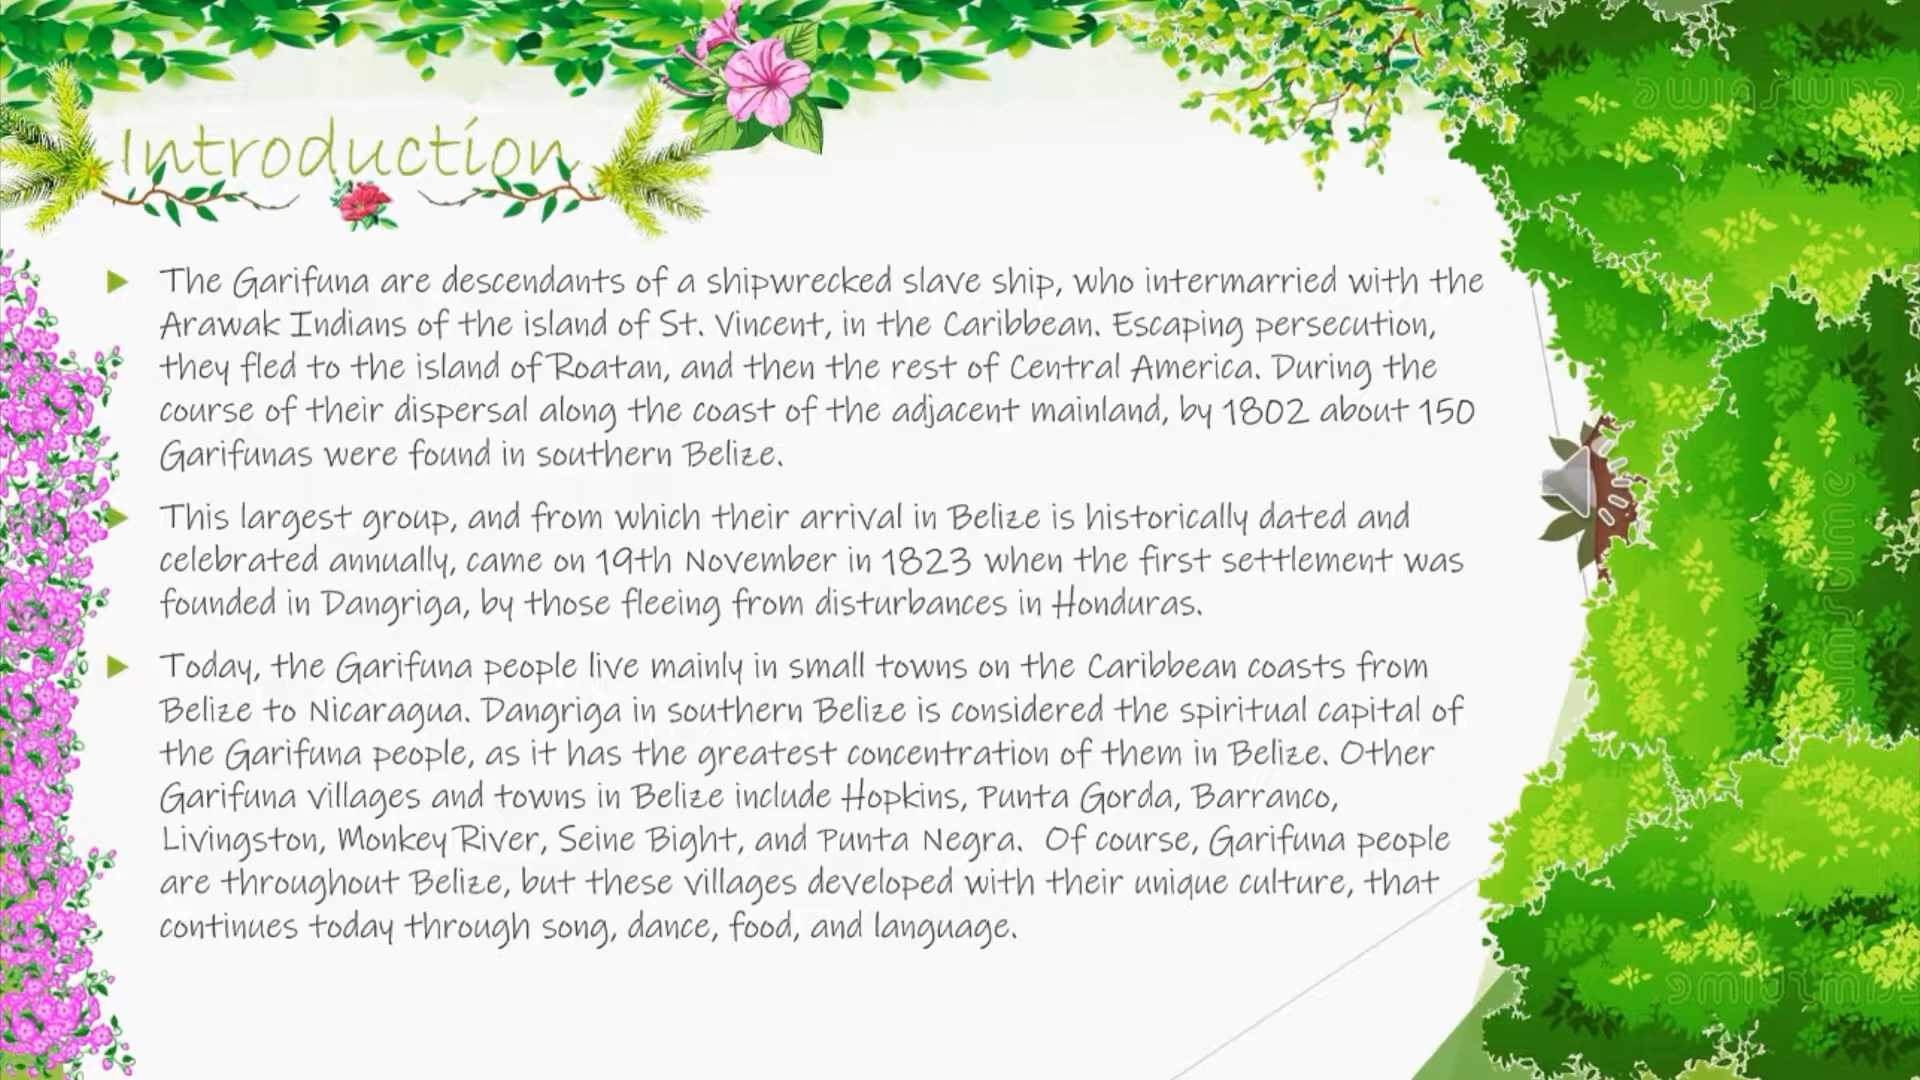 Introduction
The Garifuna are descendants of a shipwrecked slave ship, who intermarried with the
Arawak Indians of the island of St. Vincent, in the Caribbean. Escaping persecution,
they fled to the island of Roatan, and then the rest of Central America. During the
course of their dispersal along the coast of the adjacent mainland, by 1802 about 150
Garifunas were found in southern Belize.
This largest group, and from which their arrival in Belize is historically dated and
celebrated annually, came on 19th November in 1823 when the first settlement was
founded in Dangriga, by those fleeing from disturbances in Honduras.
Today, the Garifuna people live mainly in small towns on the Caribbean coasts from
Belize to Nicaragua. Dangriga in southern Belize is considered the spiritual capital of
the Garifuna people, as it has the greatest concentration of them in Belize. Other
Garifuna villages and towns in Belize include Hopkins, Punta Gorda, Barranco,
Livingston, Monkey River, Seine Bight, and Punta Negra. Of course, Garifuna people
are throughout Belize, but these villages developed with their unique culture, that
continues today through song, dance, food, and language.